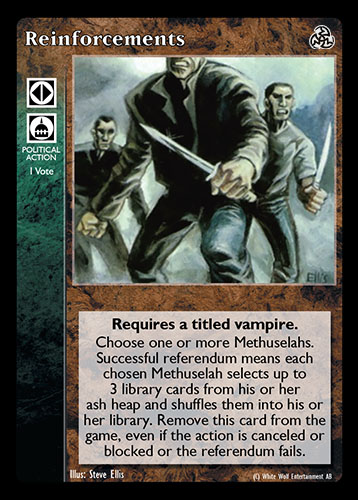 Reinforcements
POLITICAL
ACTION
1 Vote
Ellis
Requires a titled vampire.
Choose one or more Methuselahs.
Successful referendum means each
chosen Methuselah selects up to
3 library cards from his or her
ash heap and shuffles them into his or
her library. Remove this card from the
game, even if the action is canceled or
blocked or the referendum fails.
Illus: Steve Ellis
(C) White Wolf Entertainment AB